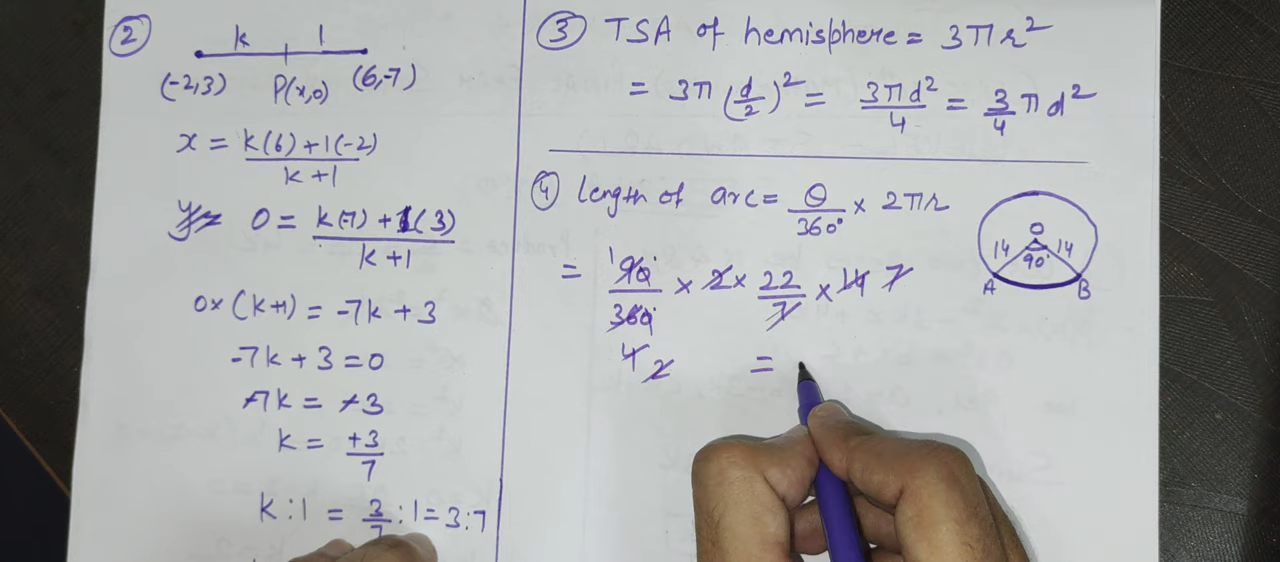 ②
k 1
(-2,3) P(x,0) (6,-7)
x = k(6)+1(-2) / k+1
0 = k(-7)+1(3) / k+1
0x(k+1) = -7k+3
-7k+3=0
-7k = -3
k = +3/7
k:1 = 3/7:1=3:7
③ TSA of hemisphere = 3πr²
= 3π(d/2)² = 3πd²/4 = 3/4 πd²
④ length of arc = θ/360° × 2πr
= 90°/360° × 2 × 22/7 × 14 7
1
4 2 =
O
14 90° 14
A B